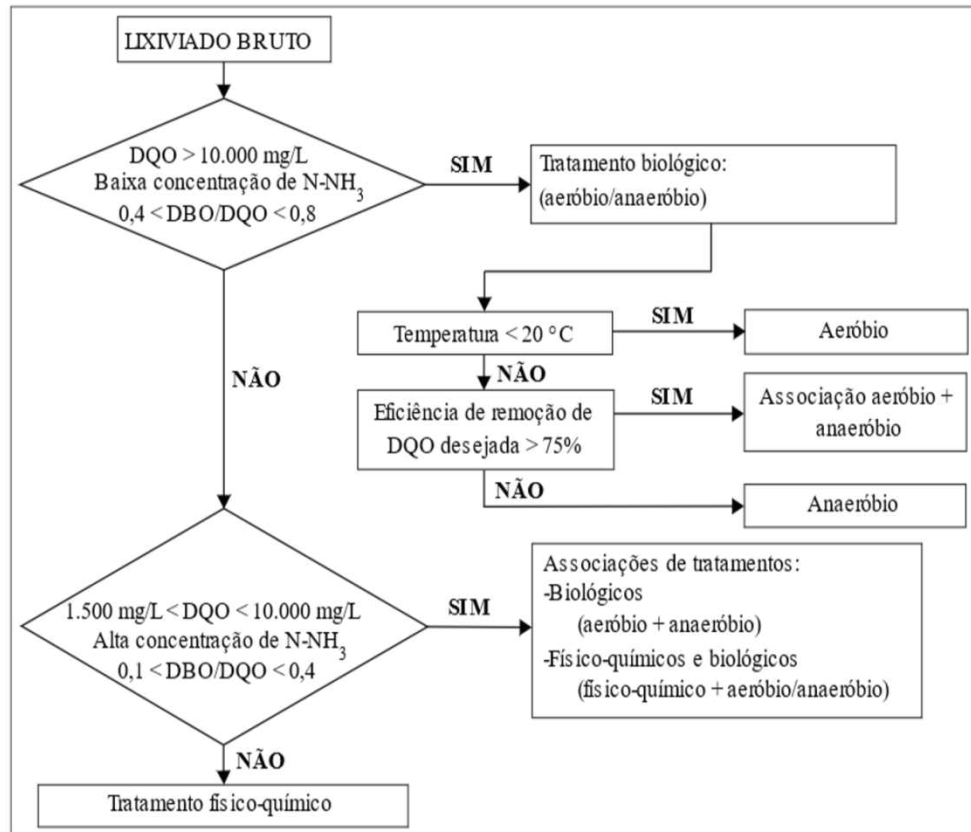 LIXIVIADO BRUTO
DQO > 10.000 mg/L
Baixa concentração de N-NH₃
0,4 < DBO/DQO < 0,8
SIM
Tratamento biológico:
(aeróbio/anaeróbio)
Temperatura < 20 °C
SIM
Aeróbio
NÃO
NÃO
Eficiência de remoção de
DQO desejada > 75%
SIM
Associação aeróbio +
anaeróbio
NÃO
Anaeróbio
1.500 mg/L < DQO < 10.000 mg/L
Alta concentração de N-NH₃
0,1 < DBO/DQO < 0,4
SIM
Associações de tratamentos:
-Biológicos
(aeróbio + anaeróbio)
-Físico-químicos e biológicos
(físico-químico + aeróbio/anaeróbio)
NÃO
Tratamento físico-químico